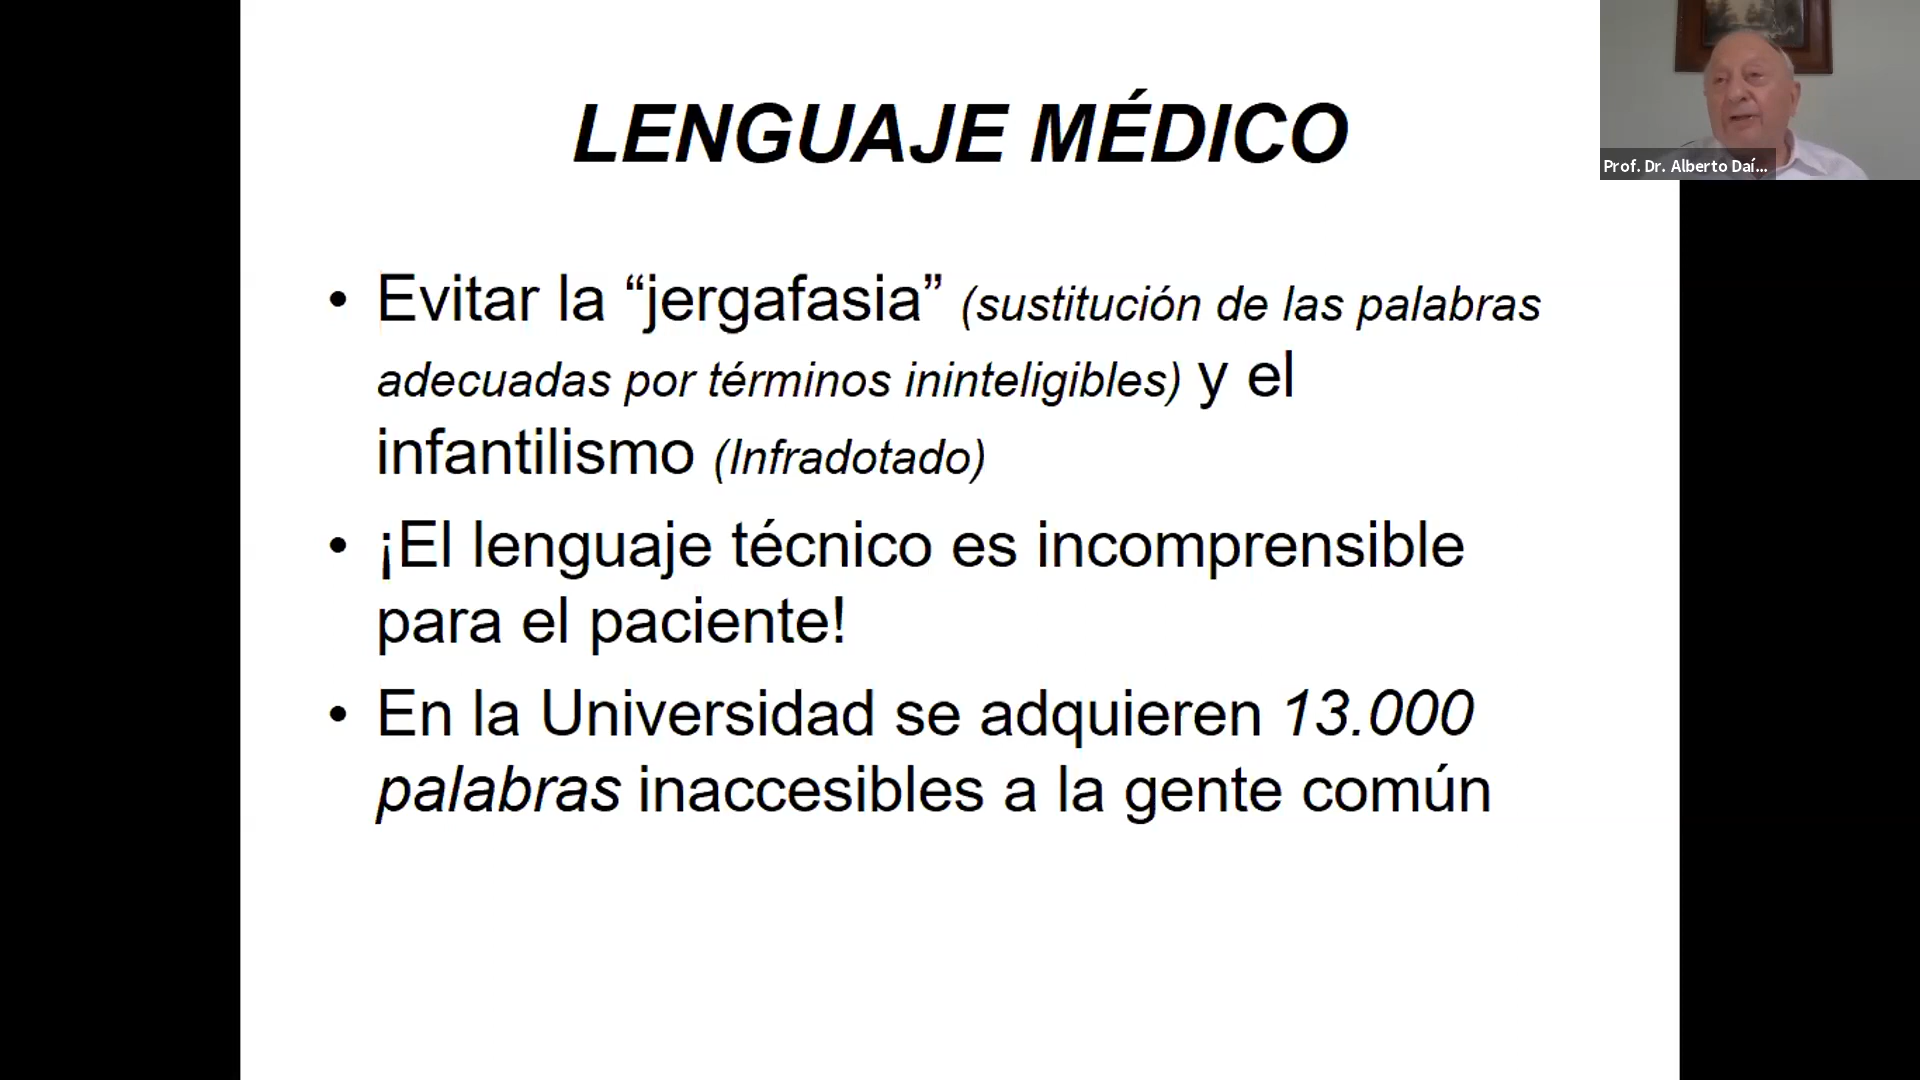 LENGUAJE MÉDICO
• Evitar la “jergafasia” (sustitución de las palabras
adecuadas por términos ininteligibles) y el
infantilismo (Infradotado)
• ¡El lenguaje técnico es incomprensible
para el paciente!
• En la Universidad se adquieren 13.000
palabras inaccesibles a la gente común
Prof. Dr. Alberto Daí...